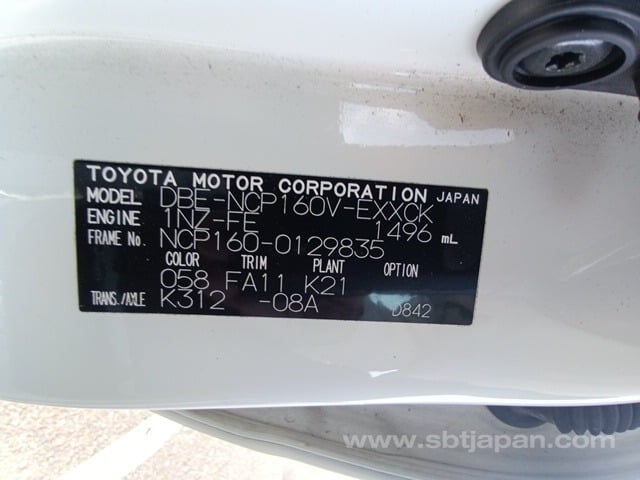 TOYOTA MOTOR CORPORATION JAPAN
MODEL DBE-NCP160V-EXXCK
ENGINE 1NZ-FE 1496 mL
FRAME No. NCP160-0129835
COLOR TRIM PLANT OPTION
058 FA11 K21
TRANS./AXLE K312 -08A D842
www.sbtjapan.com